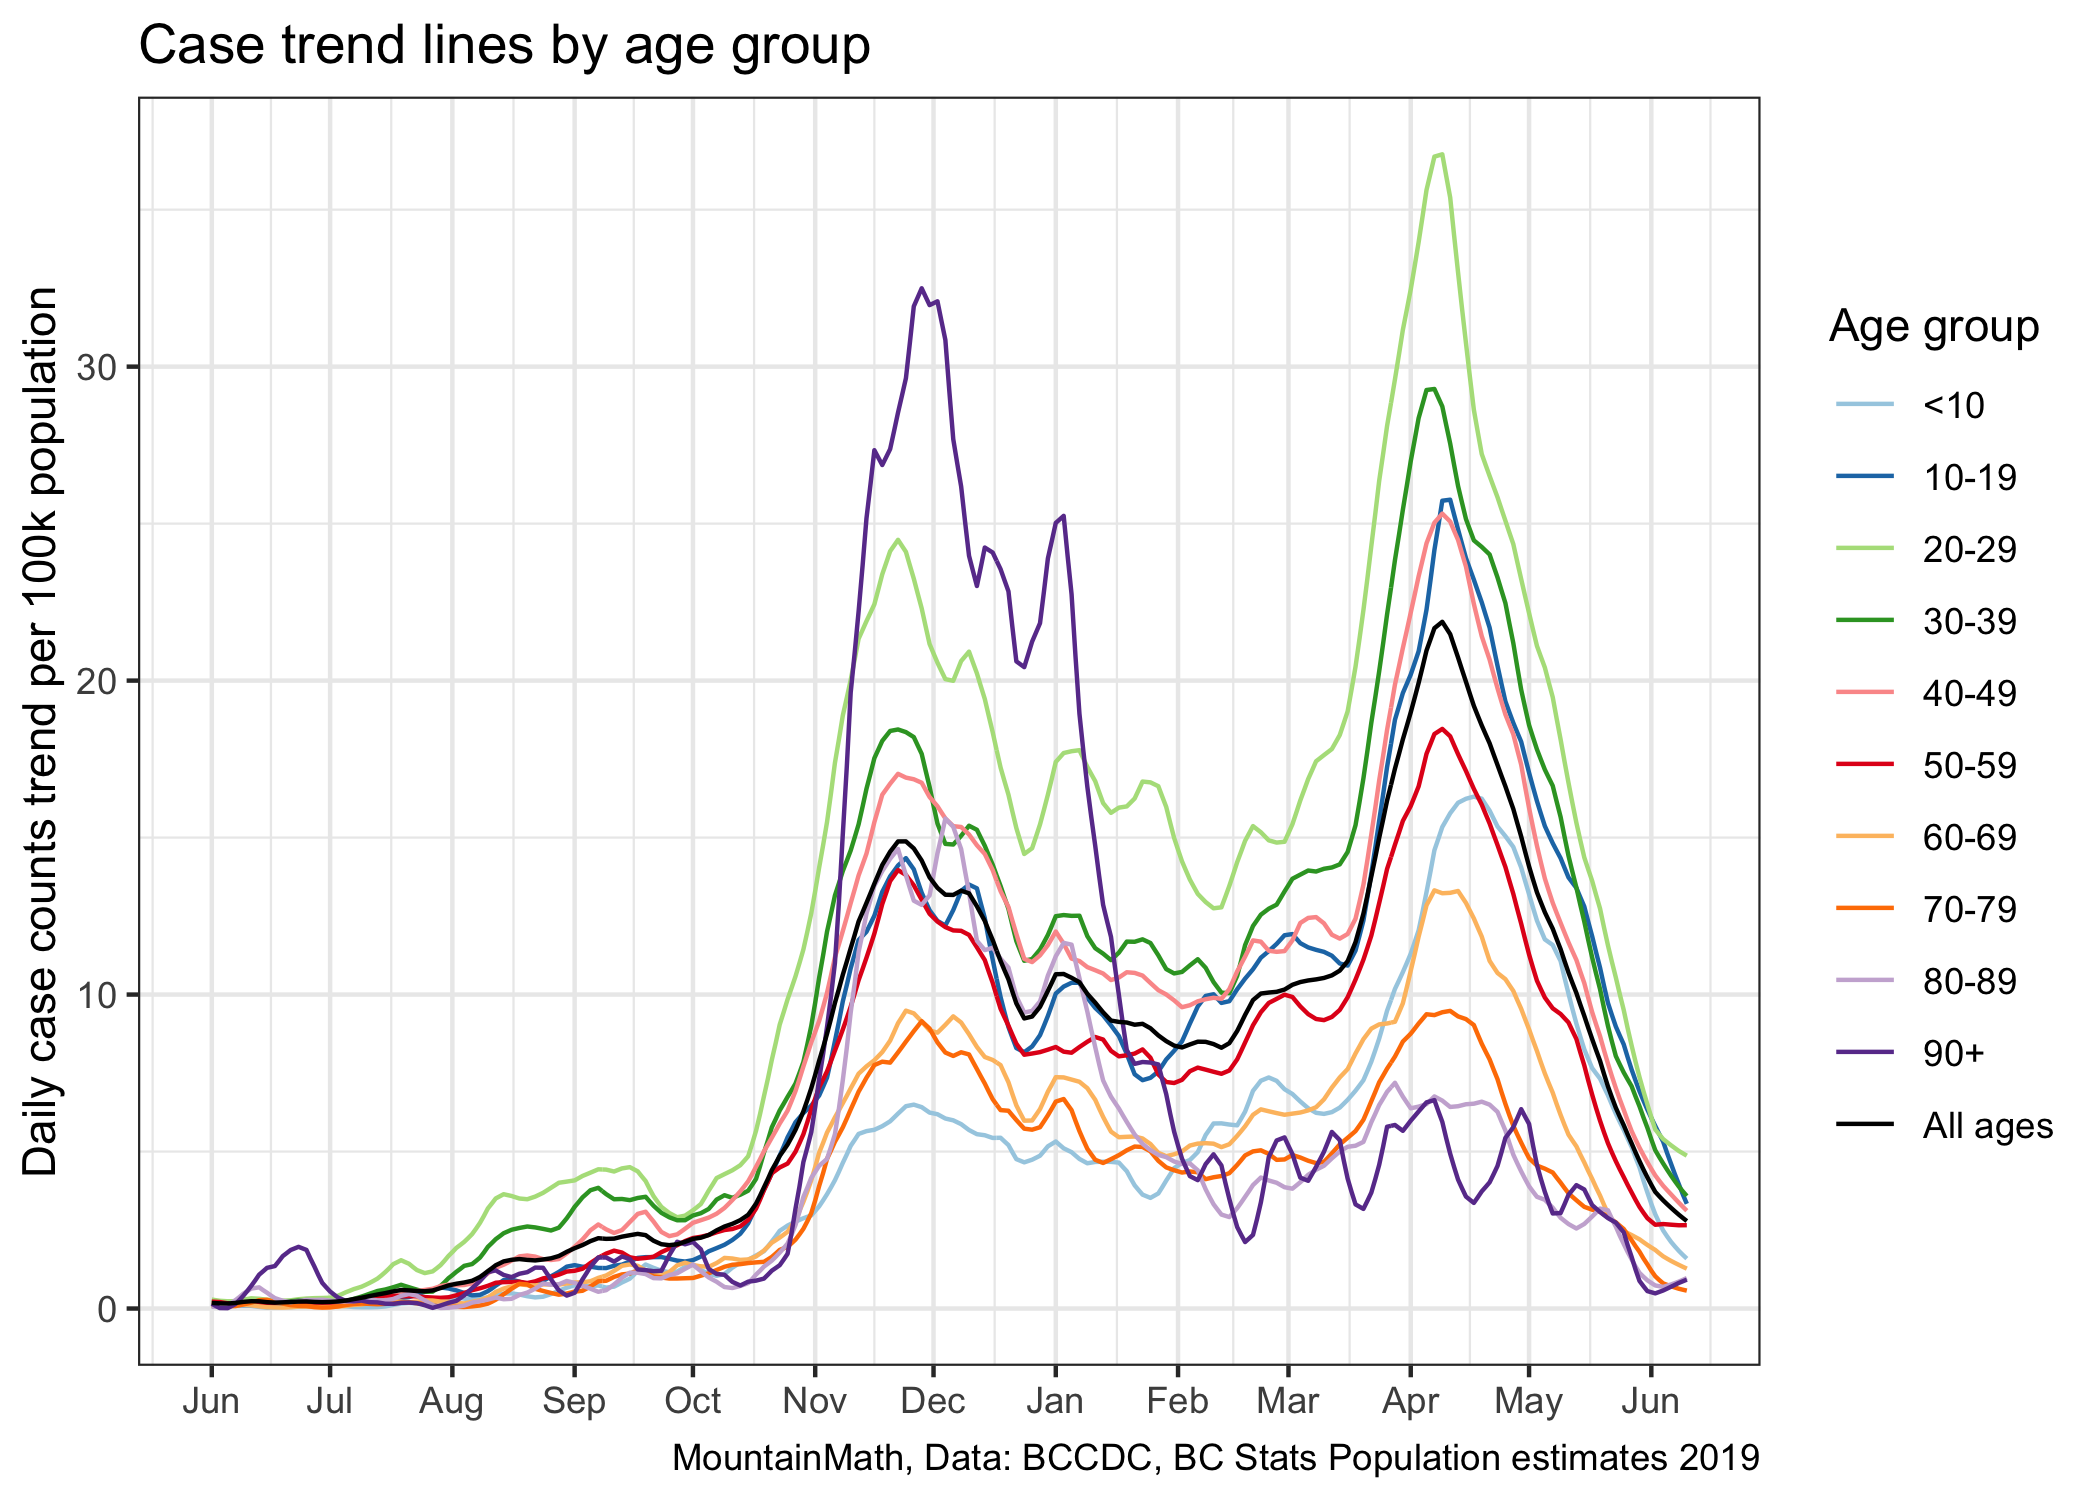 Case trend lines by age group
Daily case counts trend per 100k population
30
20
10
0
Jun Jul Aug Sep Oct Nov Dec Jan Feb Mar Apr May Jun
MountainMath, Data: BCCDC, BC Stats Population estimates 2019
Age group
<10
10-19
20-29
30-39
40-49
50-59
60-69
70-79
80-89
90+
All ages